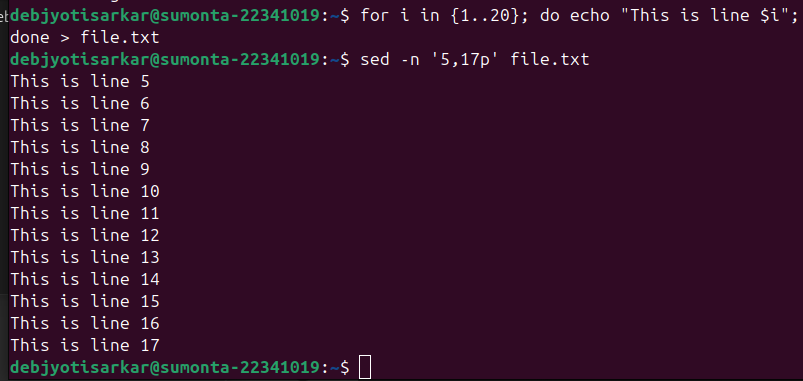 debjyotisarkar@sumonta-22341019:~$ for i in {1..20}; do echo "This is line $i";
done > file.txt
debjyotisarkar@sumonta-22341019:~$ sed -n '5,17p' file.txt
This is line 5
This is line 6
This is line 7
This is line 8
This is line 9
This is line 10
This is line 11
This is line 12
This is line 13
This is line 14
This is line 15
This is line 16
This is line 17
debjyotisarkar@sumonta-22341019:~$